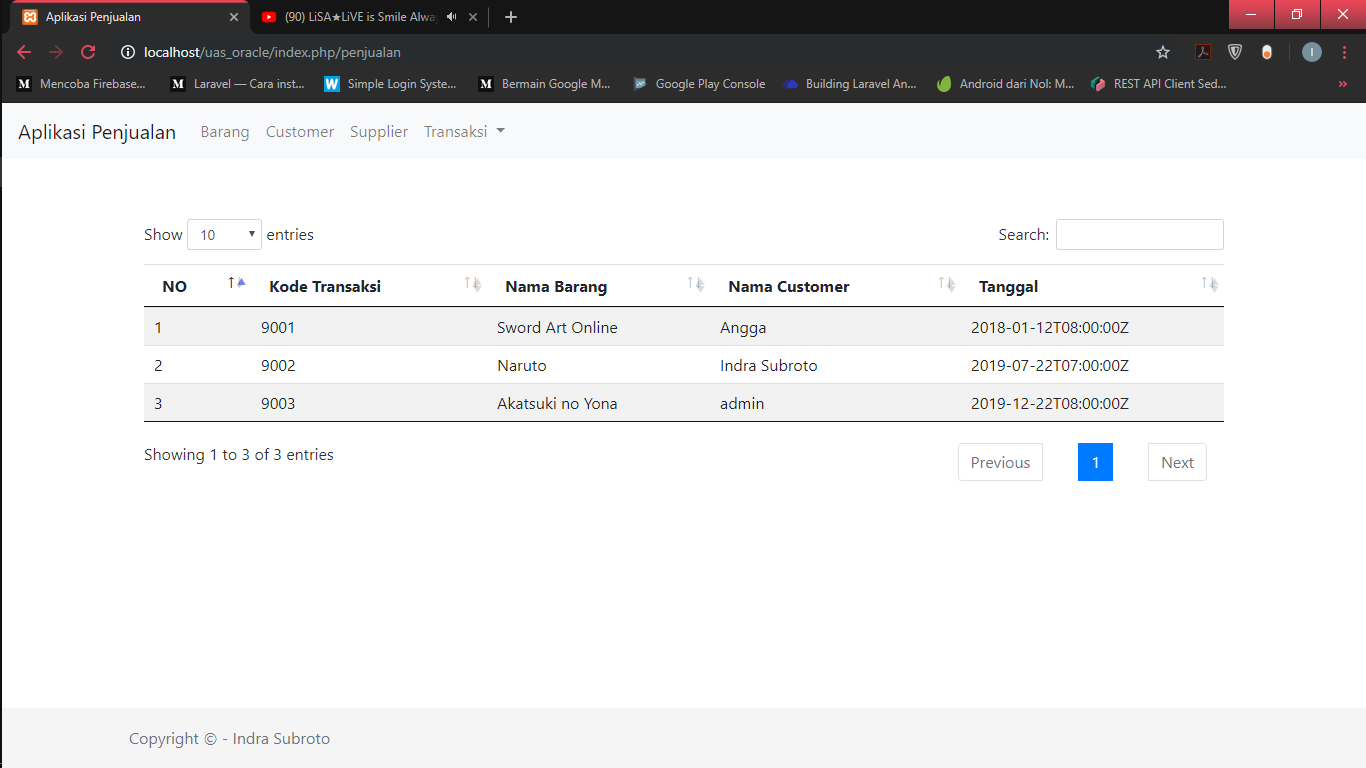 Aplikasi Penjualan
(90) LiSA★LiVE is Smile Alwa
localhost/uas_oracle/index.php/penjualan
I
M Mencoba Firebase...
M Laravel — Cara inst...
W Simple Login Syste...
M Bermain Google M...
Google Play Console
Building Laravel An...
Android dari Nol: M...
REST API Client Sed...
»
Aplikasi Penjualan Barang Customer Supplier Transaksi
Show 10 entries Search:
NO Kode Transaksi Nama Barang Nama Customer Tanggal
1 9001 Sword Art Online Angga 2018-01-12T08:00:00Z
2 9002 Naruto Indra Subroto 2019-07-22T07:00:00Z
3 9003 Akatsuki no Yona admin 2019-12-22T08:00:00Z
Showing 1 to 3 of 3 entries Previous 1 Next
Copyright © - Indra Subroto